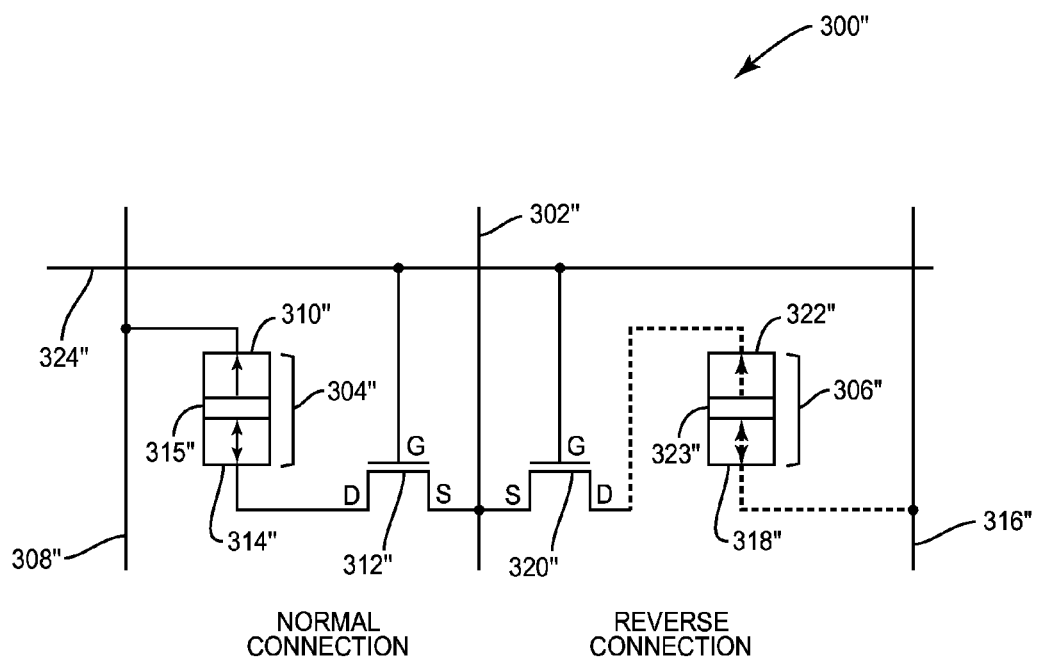 300"
302"
324"
310"
304"
315"
314"
308"
D
G
S
312"
S
G
D
320"
322"
306"
323"
318"
316"
NORMAL
CONNECTION
REVERSE
CONNECTION